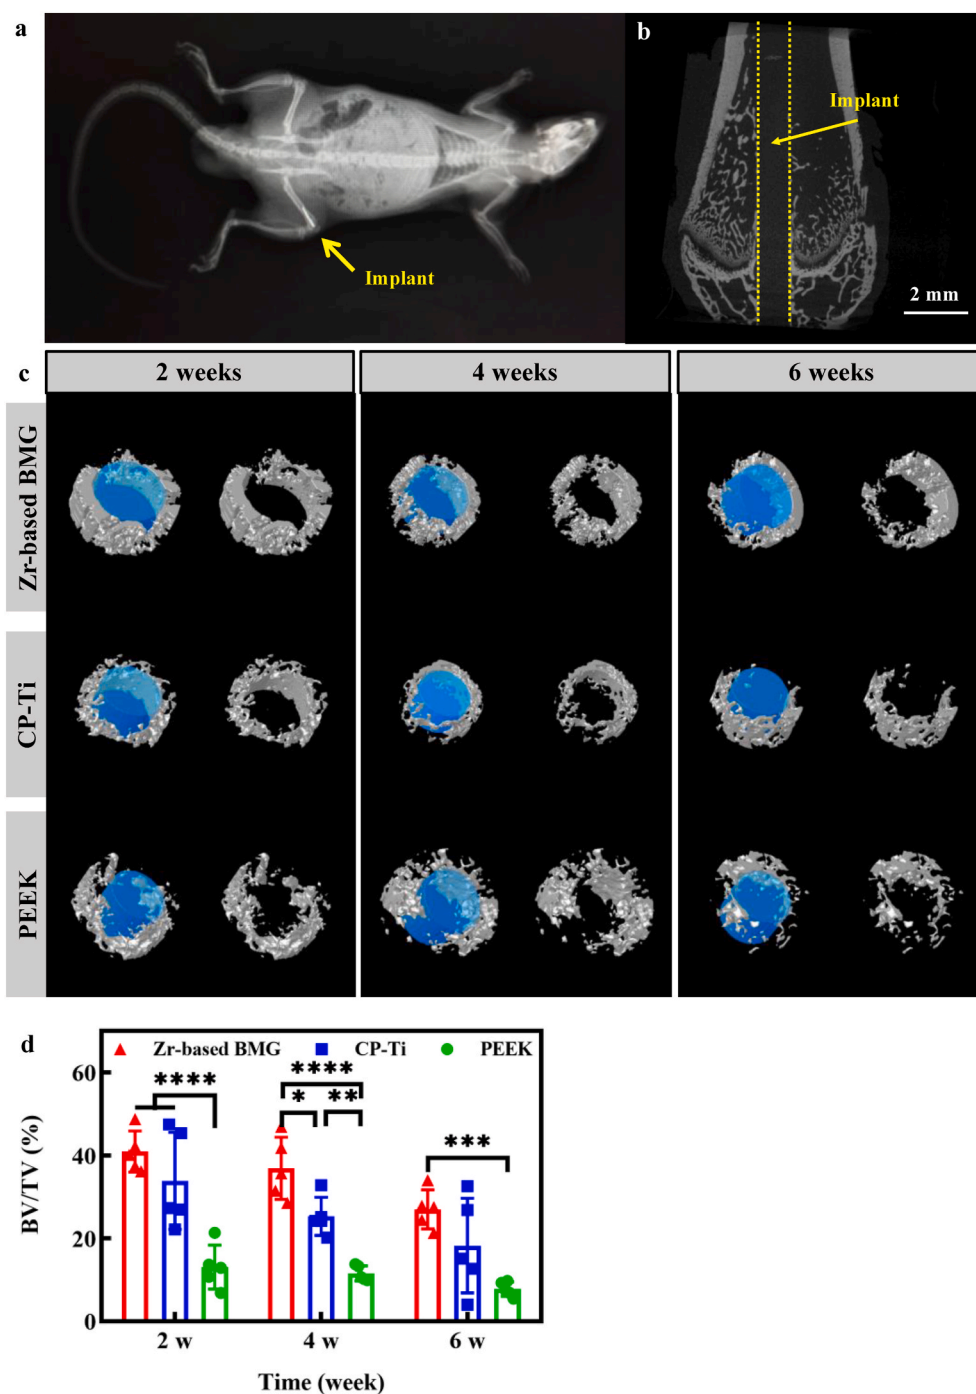 a
Implant
b
Implant
2 mm
c
2 weeks
4 weeks
6 weeks
Zr-based BMG
CP-Ti
PEEK
d
Zr-based BMG
CP-Ti
PEEK
****
****
*
**
***
BV/TV (%)
60
40
20
0
2 w
4 w
6 w
Time (week)